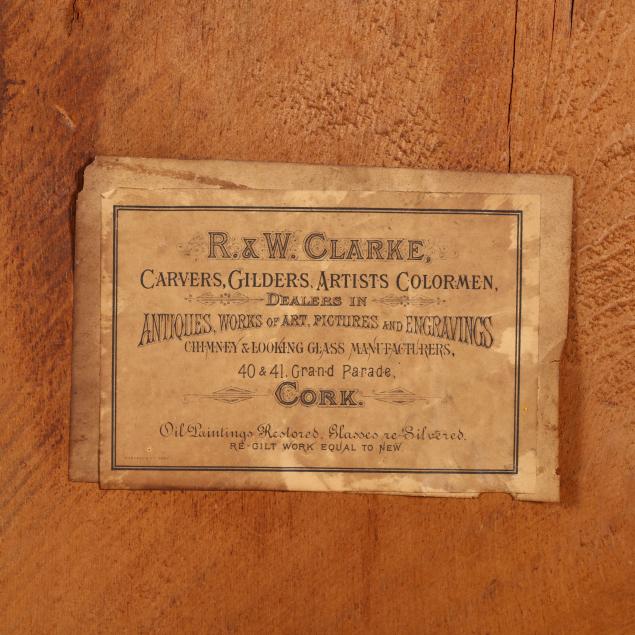 R. & W. CLARKE,
CARVERS, GILDERS, ARTISTS COLORMEN,
DEALERS IN
ANTIQUES, WORKS OF ART, PICTURES AND ENGRAVINGS
CHIMNEY & LOOKING GLASS MANUFACTURERS,
40 & 41. Grand Parade,
CORK.
Oil Paintings Restored. Glasses re-Silvered.
RE-GILT WORK EQUAL TO NEW